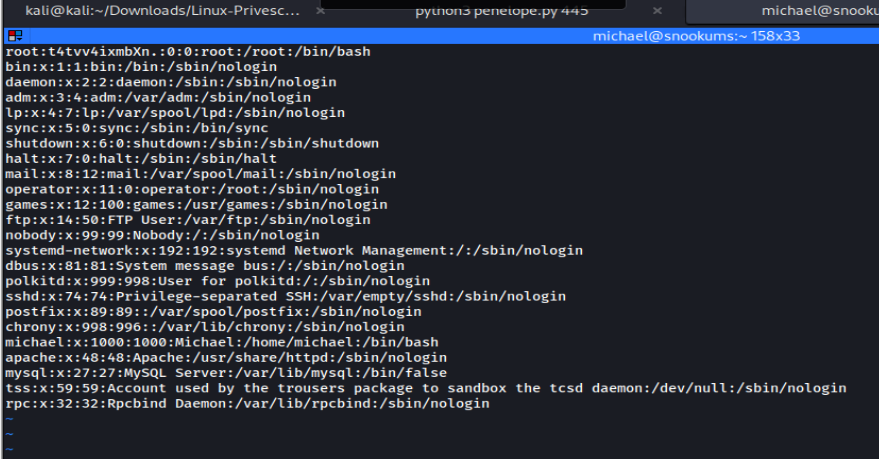 kali@kali:~/Downloads/Linux-Privesc...
python3 penelope.py 445
michael@snooku
michael@snookums:~ 158x33
root:t4tvv4ixmbXn.:0:0:root:/root:/bin/bash
bin:x:1:1:bin:/bin:/sbin/nologin
daemon:x:2:2:daemon:/sbin:/sbin/nologin
adm:x:3:4:adm:/var/adm:/sbin/nologin
lp:x:4:7:lp:/var/spool/lpd:/sbin/nologin
sync:x:5:0:sync:/sbin:/bin/sync
shutdown:x:6:0:shutdown:/sbin:/sbin/shutdown
halt:x:7:0:halt:/sbin:/sbin/halt
mail:x:8:12:mail:/var/spool/mail:/sbin/nologin
operator:x:11:0:operator:/root:/sbin/nologin
games:x:12:100:games:/usr/games:/sbin/nologin
ftp:x:14:50:FTP User:/var/ftp:/sbin/nologin
nobody:x:99:99:Nobody:/:/sbin/nologin
systemd-network:x:192:192:systemd Network Management:/:/sbin/nologin
dbus:x:81:81:System message bus:/:/sbin/nologin
polkitd:x:999:998:User for polkitd:/:/sbin/nologin
sshd:x:74:74:Privilege-separated SSH:/var/empty/sshd:/sbin/nologin
postfix:x:89:89::/var/spool/postfix:/sbin/nologin
chrony:x:998:996::/var/lib/chrony:/sbin/nologin
michael:x:1000:1000:Michael:/home/michael:/bin/bash
apache:x:48:48:Apache:/usr/share/httpd:/sbin/nologin
mysql:x:27:27:MySQL Server:/var/lib/mysql:/bin/false
tss:x:59:59:Account used by the trousers package to sandbox the tcsd daemon:/dev/null:/sbin/nologin
rpc:x:32:32:Rpcbind Daemon:/var/lib/rpcbind:/sbin/nologin
~
~
~